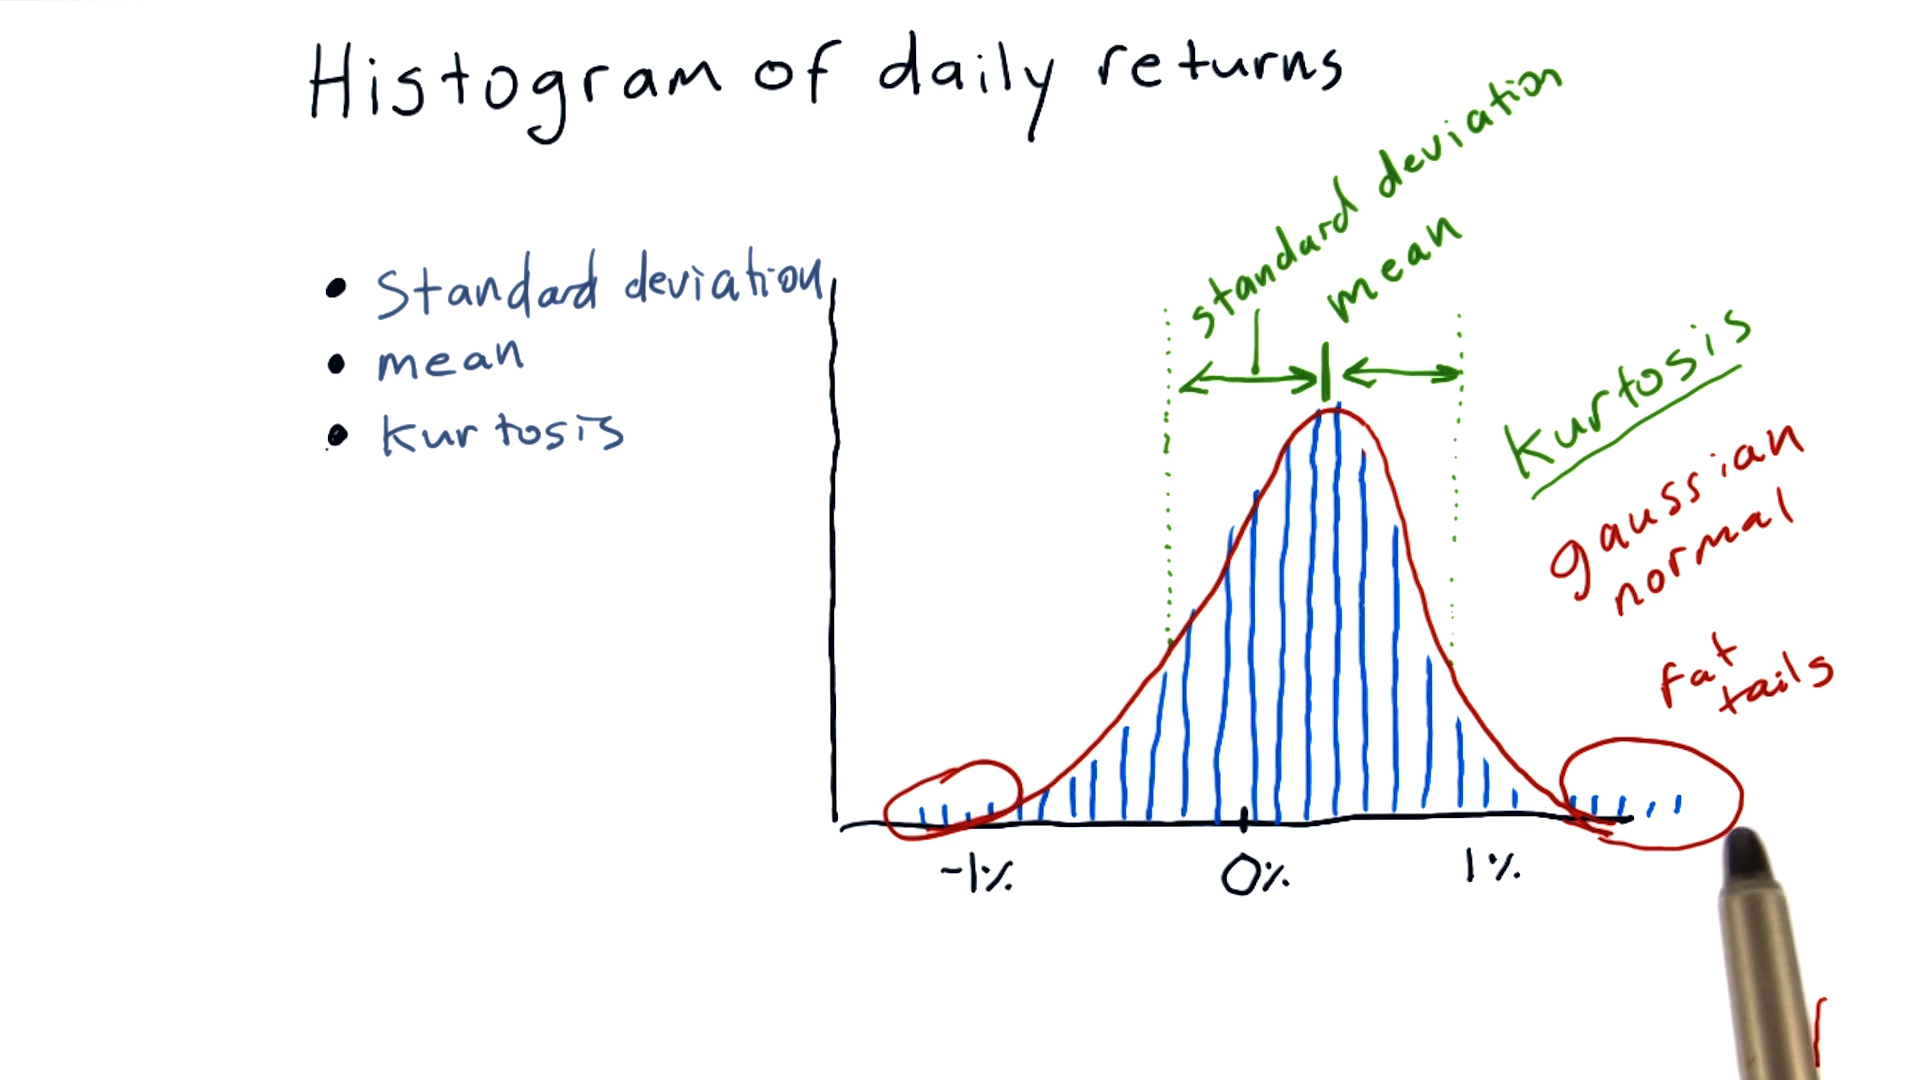 Histogram of daily returns
• Standard deviation
• mean
• Kurtosis
standard deviation
mean
Kurtosis
gaussian
normal
fat
tails
-1%
0%
1%